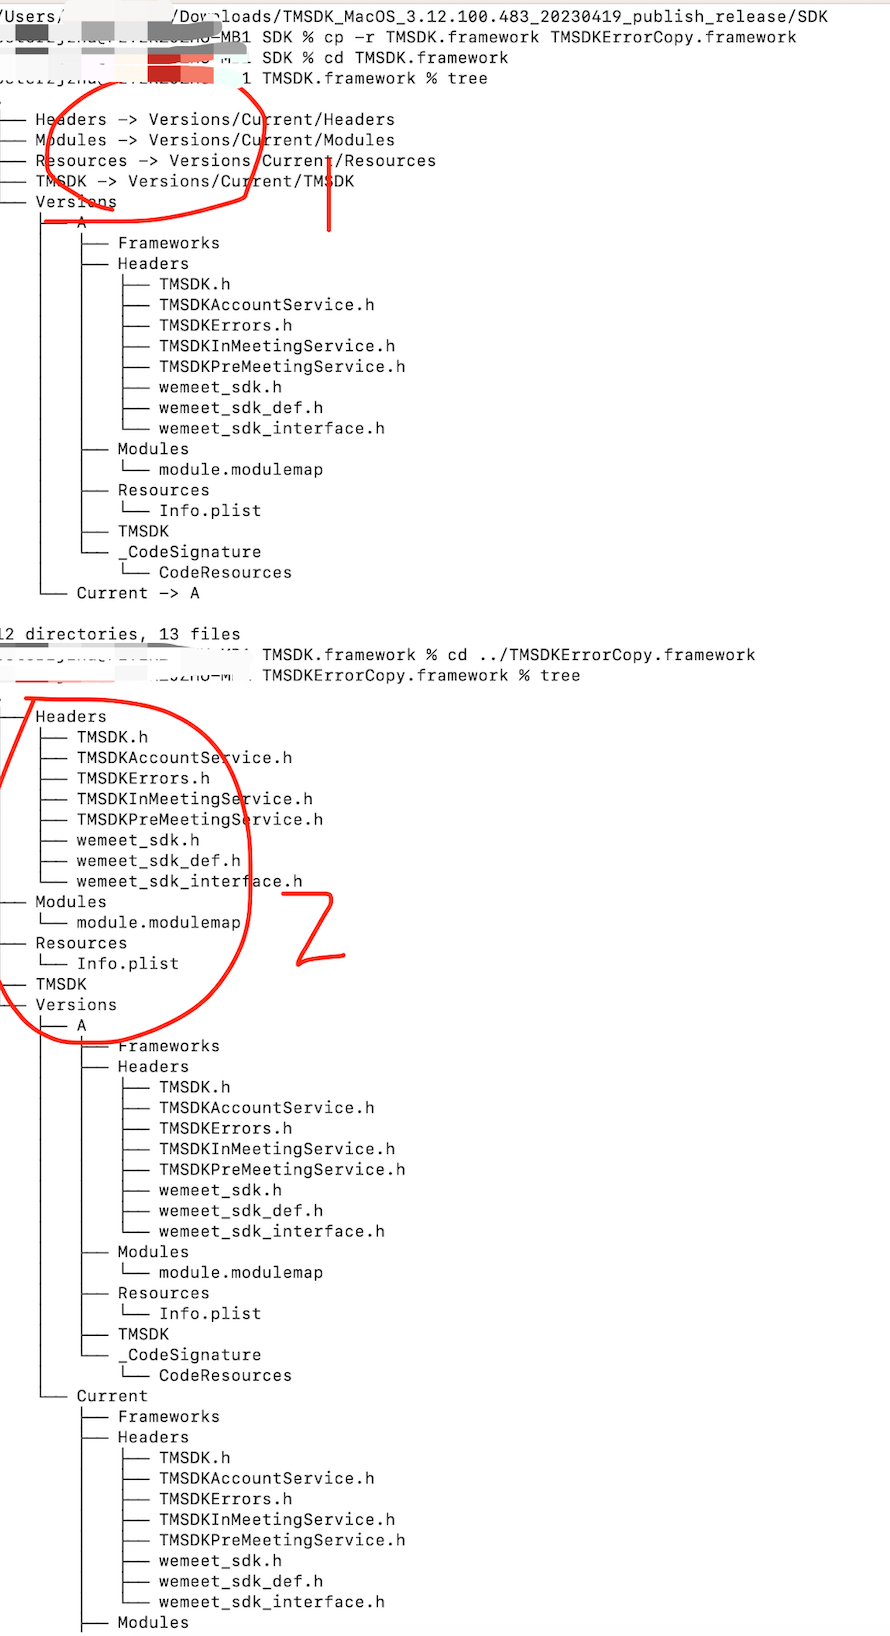 /Users/ /Downloads/TMSDK_MacOS_3.12.100.483_20230419_publish_release/SDK
-MB1 SDK % cp -r TMSDK.framework TMSDKErrorCopy.framework
1 SDK % cd TMSDK.framework
1 TMSDK.framework % tree
.
├── Headers -> Versions/Current/Headers
├── Modules -> Versions/Current/Modules
├── Resources -> Versions/Current/Resources
├── TMSDK -> Versions/Current/TMSDK
└── Versions
    ├── A
    │   ├── Frameworks
    │   ├── Headers
    │   │   ├── TMSDK.h
    │   │   ├── TMSDKAccountService.h
    │   │   ├── TMSDKErrors.h
    │   │   ├── TMSDKInMeetingService.h
    │   │   ├── TMSDKPreMeetingService.h
    │   │   ├── wemeet_sdk.h
    │   │   ├── wemeet_sdk_def.h
    │   │   └── wemeet_sdk_interface.h
    │   ├── Modules
    │   │   └── module.modulemap
    │   ├── Resources
    │   │   └── Info.plist
    │   ├── TMSDK
    │   └── _CodeSignature
    │       └── CodeResources
    └── Current -> A
1
12 directories, 13 files
TMSDK.framework % cd ../TMSDKErrorCopy.framework
TMSDKErrorCopy.framework % tree
.
├── Headers
│   ├── TMSDK.h
│   ├── TMSDKAccountService.h
│   ├── TMSDKErrors.h
│   ├── TMSDKInMeetingService.h
│   ├── TMSDKPreMeetingService.h
│   ├── wemeet_sdk.h
│   ├── wemeet_sdk_def.h
│   └── wemeet_sdk_interface.h
├── Modules
│   └── module.modulemap
├── Resources
│   └── Info.plist
├── TMSDK
└── Versions
    ├── A
    │   ├── Frameworks
    │   ├── Headers
    │   │   ├── TMSDK.h
    │   │   ├── TMSDKAccountService.h
    │   │   ├── TMSDKErrors.h
    │   │   ├── TMSDKInMeetingService.h
    │   │   ├── TMSDKPreMeetingService.h
    │   │   ├── wemeet_sdk.h
    │   │   ├── wemeet_sdk_def.h
    │   │   └── wemeet_sdk_interface.h
    │   ├── Modules
    │   │   └── module.modulemap
    │   ├── Resources
    │   │   └── Info.plist
    │   ├── TMSDK
    │   └── _CodeSignature
    │       └── CodeResources
    └── Current
        ├── Frameworks
        ├── Headers
        │   ├── TMSDK.h
        │   ├── TMSDKAccountService.h
        │   ├── TMSDKErrors.h
        │   ├── TMSDKInMeetingService.h
        │   ├── TMSDKPreMeetingService.h
        │   ├── wemeet_sdk.h
        │   ├── wemeet_sdk_def.h
        │   └── wemeet_sdk_interface.h
        ├── Modules
2